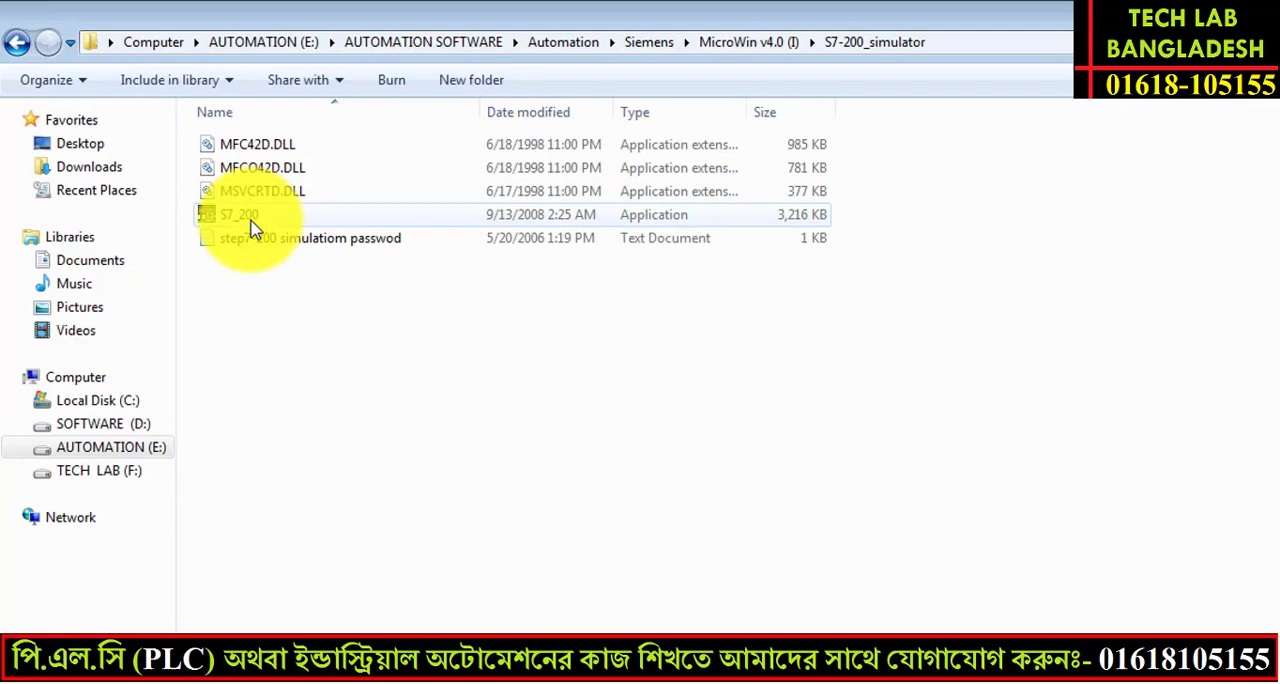 TECH LAB
BANGLADESH
01618-105155
Computer AUTOMATION (E:) AUTOMATION SOFTWARE Automation Siemens MicroWin v4.0 (I) S7-200_simulator
Organize Include in library Share with Burn New folder
Name Date modified Type Size
Favorites
Desktop
Downloads
Recent Places
Libraries
Documents
Music
Pictures
Videos
Computer
Local Disk (C:)
SOFTWARE (D:)
AUTOMATION (E:)
TECH LAB (F:)
Network
MFC42D.DLL 6/18/1998 11:00 PM Application extens... 985 KB
MFCO42D.DLL 6/18/1998 11:00 PM Application extens... 781 KB
MSVCRTD.DLL 6/17/1998 11:00 PM Application extens... 377 KB
S7_200 9/13/2008 2:25 AM Application 3,216 KB
step7-200 simulatiom passwod 5/20/2006 1:19 PM Text Document 1 KB
পি.এল.সি (PLC) অথবা ইন্ডাস্ট্রিয়াল অটোমেশনের কাজ শিখতে আমাদের সাথে যোগাযোগ করুনঃ- 01618105155